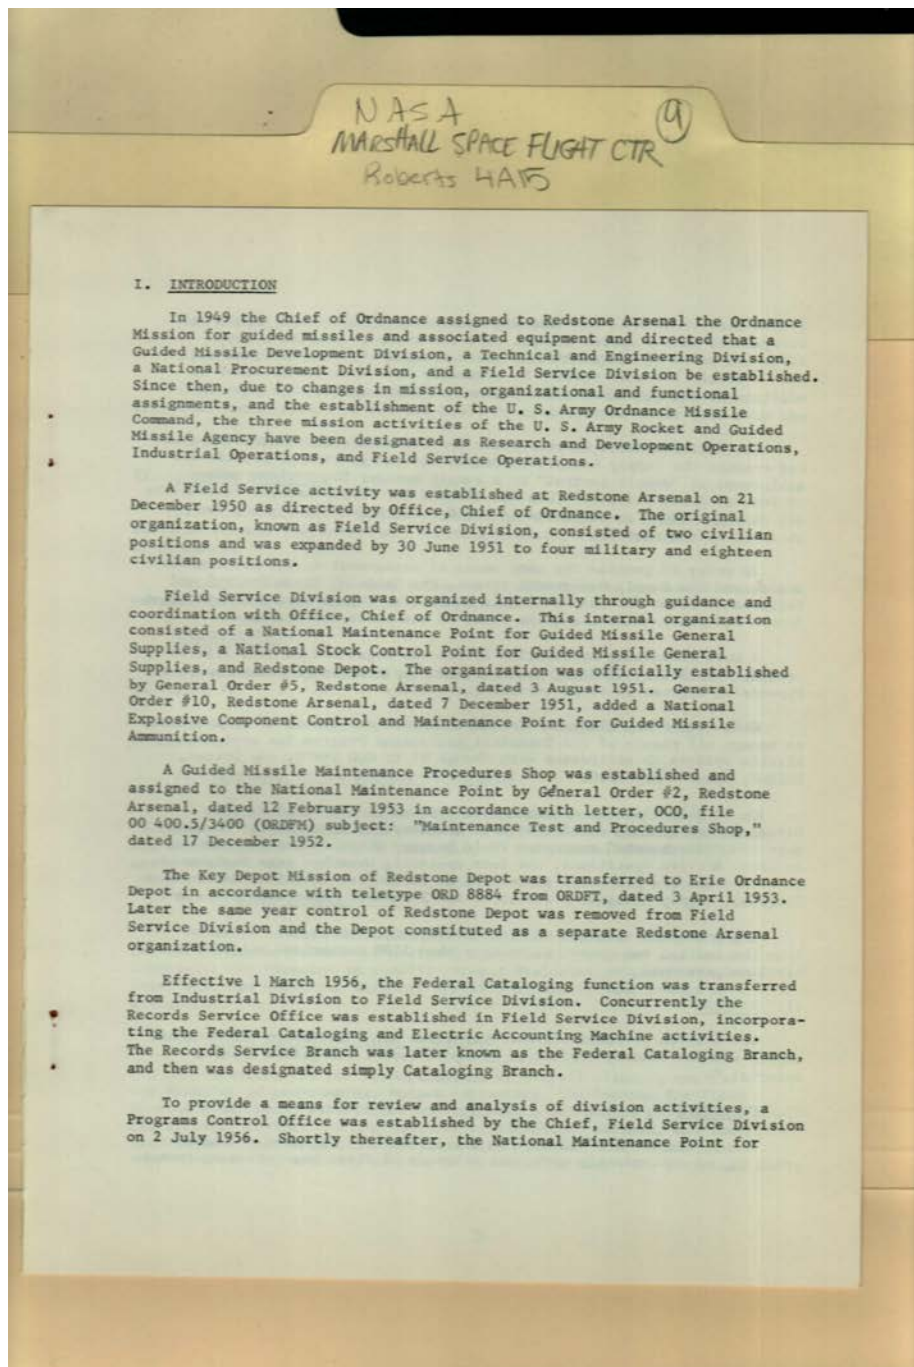 NASA
9
MARSHALL SPACE FLIGHT CTR
Roberts 4A15
I. INTRODUCTION
In 1949 the Chief of Ordnance assigned to Redstone Arsenal the Ordnance
Mission for guided missiles and associated equipment and directed that a
Guided Missile Development Division, a Technical and Engineering Division,
a National Procurement Division, and a Field Service Division be established.
Since then, due to changes in mission, organizational and functional
assignments, and the establishment of the U. S. Army Ordnance Missile
Command, the three mission activities of the U. S. Army Rocket and Guided
Missile Agency have been designated as Research and Development Operations,
Industrial Operations, and Field Service Operations.
A Field Service activity was established at Redstone Arsenal on 21
December 1950 as directed by Office, Chief of Ordnance. The original
organization, known as Field Service Division, consisted of two civilian
positions and was expanded by 30 June 1951 to four military and eighteen
civilian positions.
Field Service Division was organized internally through guidance and
coordination with Office, Chief of Ordnance. This internal organization
consisted of a National Maintenance Point for Guided Missile General
Supplies, a National Stock Control Point for Guided Missile General
Supplies, and Redstone Depot. The organization was officially established
by General Order #5, Redstone Arsenal, dated 3 August 1951. General
Order #10, Redstone Arsenal, dated 7 December 1951, added a National
Explosive Component Control and Maintenance Point for Guided Missile
Ammunition.
A Guided Missile Maintenance Procedures Shop was established and
assigned to the National Maintenance Point by General Order #2, Redstone
Arsenal, dated 12 February 1953 in accordance with letter, OCO, file
00 400.5/3400 (ORDFM) subject: "Maintenance Test and Procedures Shop,"
dated 17 December 1952.
The Key Depot Mission of Redstone Depot was transferred to Erie Ordnance
Depot in accordance with teletype ORD 8884 from ORDFT, dated 3 April 1953.
Later the same year control of Redstone Depot was removed from Field
Service Division and the Depot constituted as a separate Redstone Arsenal
organization.
Effective 1 March 1956, the Federal Cataloging function was transferred
from Industrial Division to Field Service Division. Concurrently the
Records Service Office was established in Field Service Division, incorpora-
ting the Federal Cataloging and Electric Accounting Machine activities.
The Records Service Branch was later known as the Federal Cataloging Branch,
and then was designated simply Cataloging Branch.
To provide a means for review and analysis of division activities, a
Programs Control Office was established by the Chief, Field Service Division
on 2 July 1956. Shortly thereafter, the National Maintenance Point for